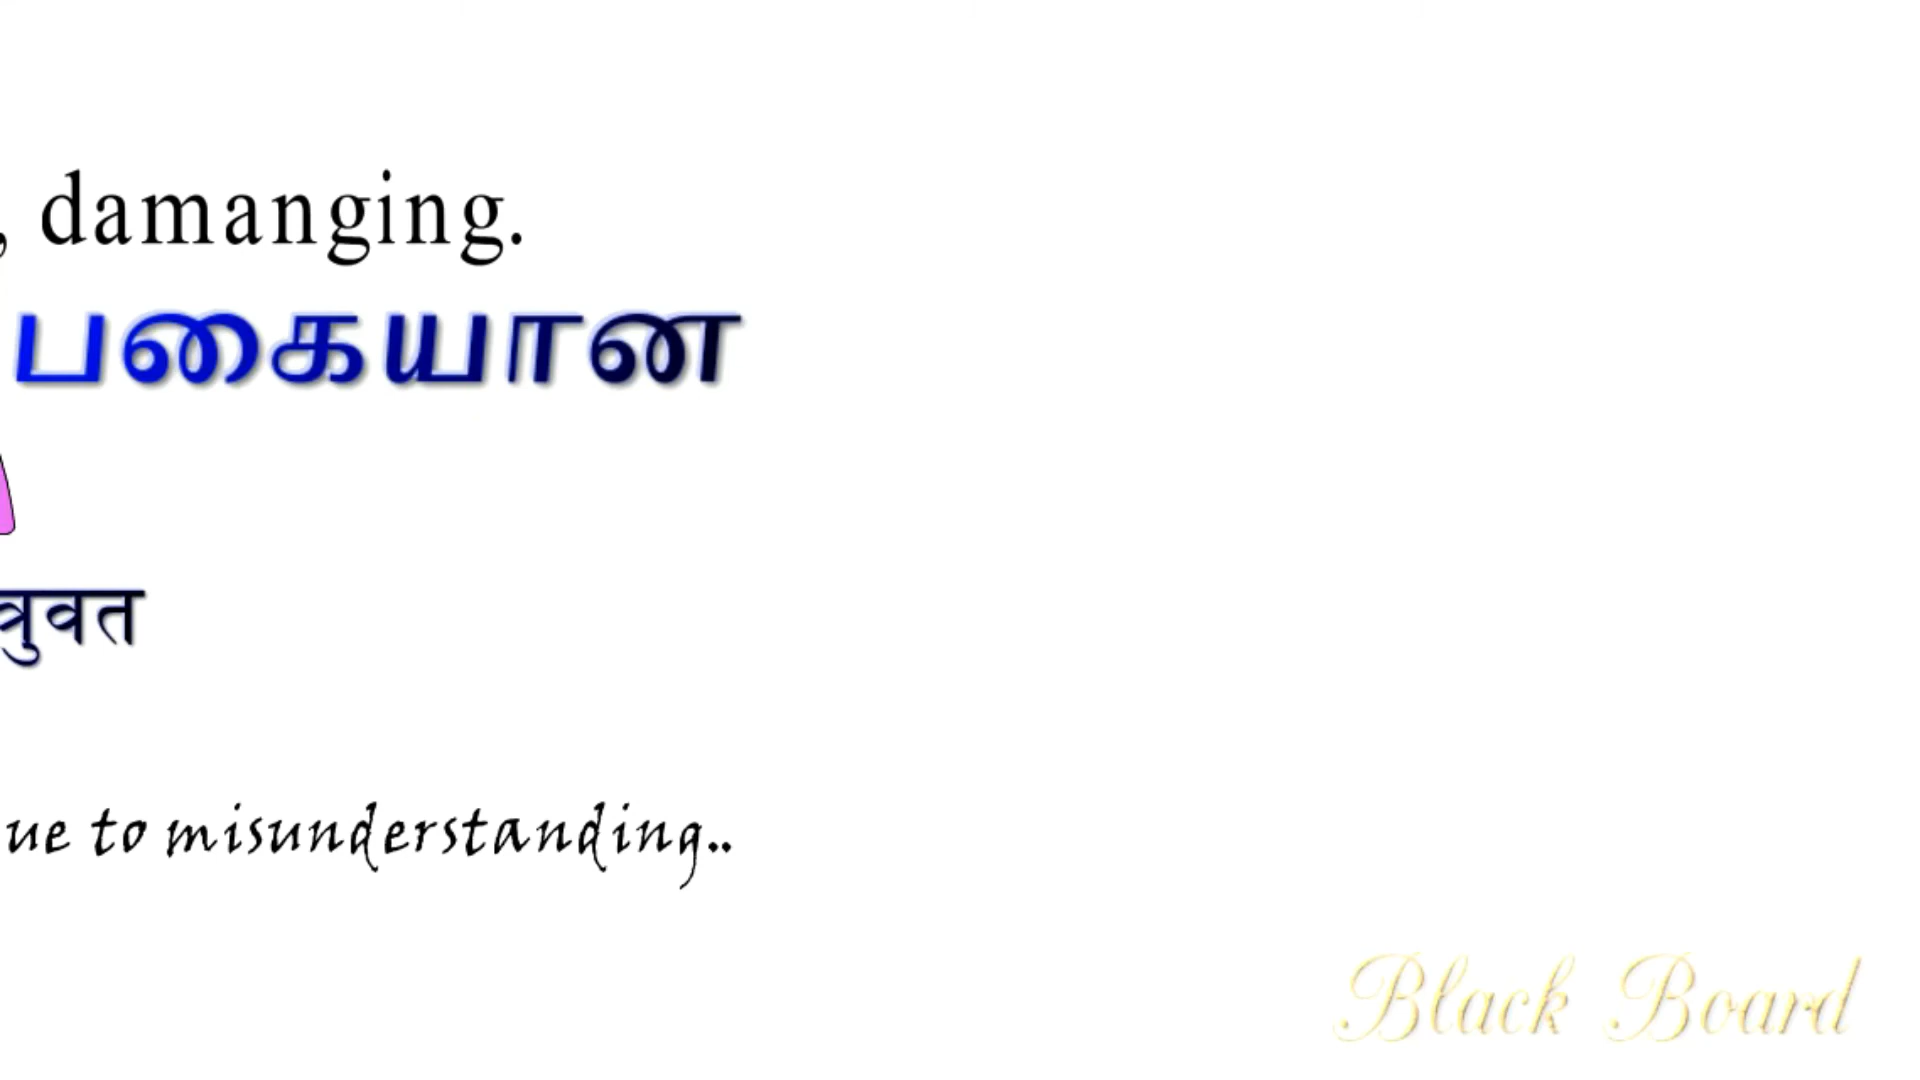 , damanging.
பகையான
त्रुवत
ue to misunderstanding..
Black Board